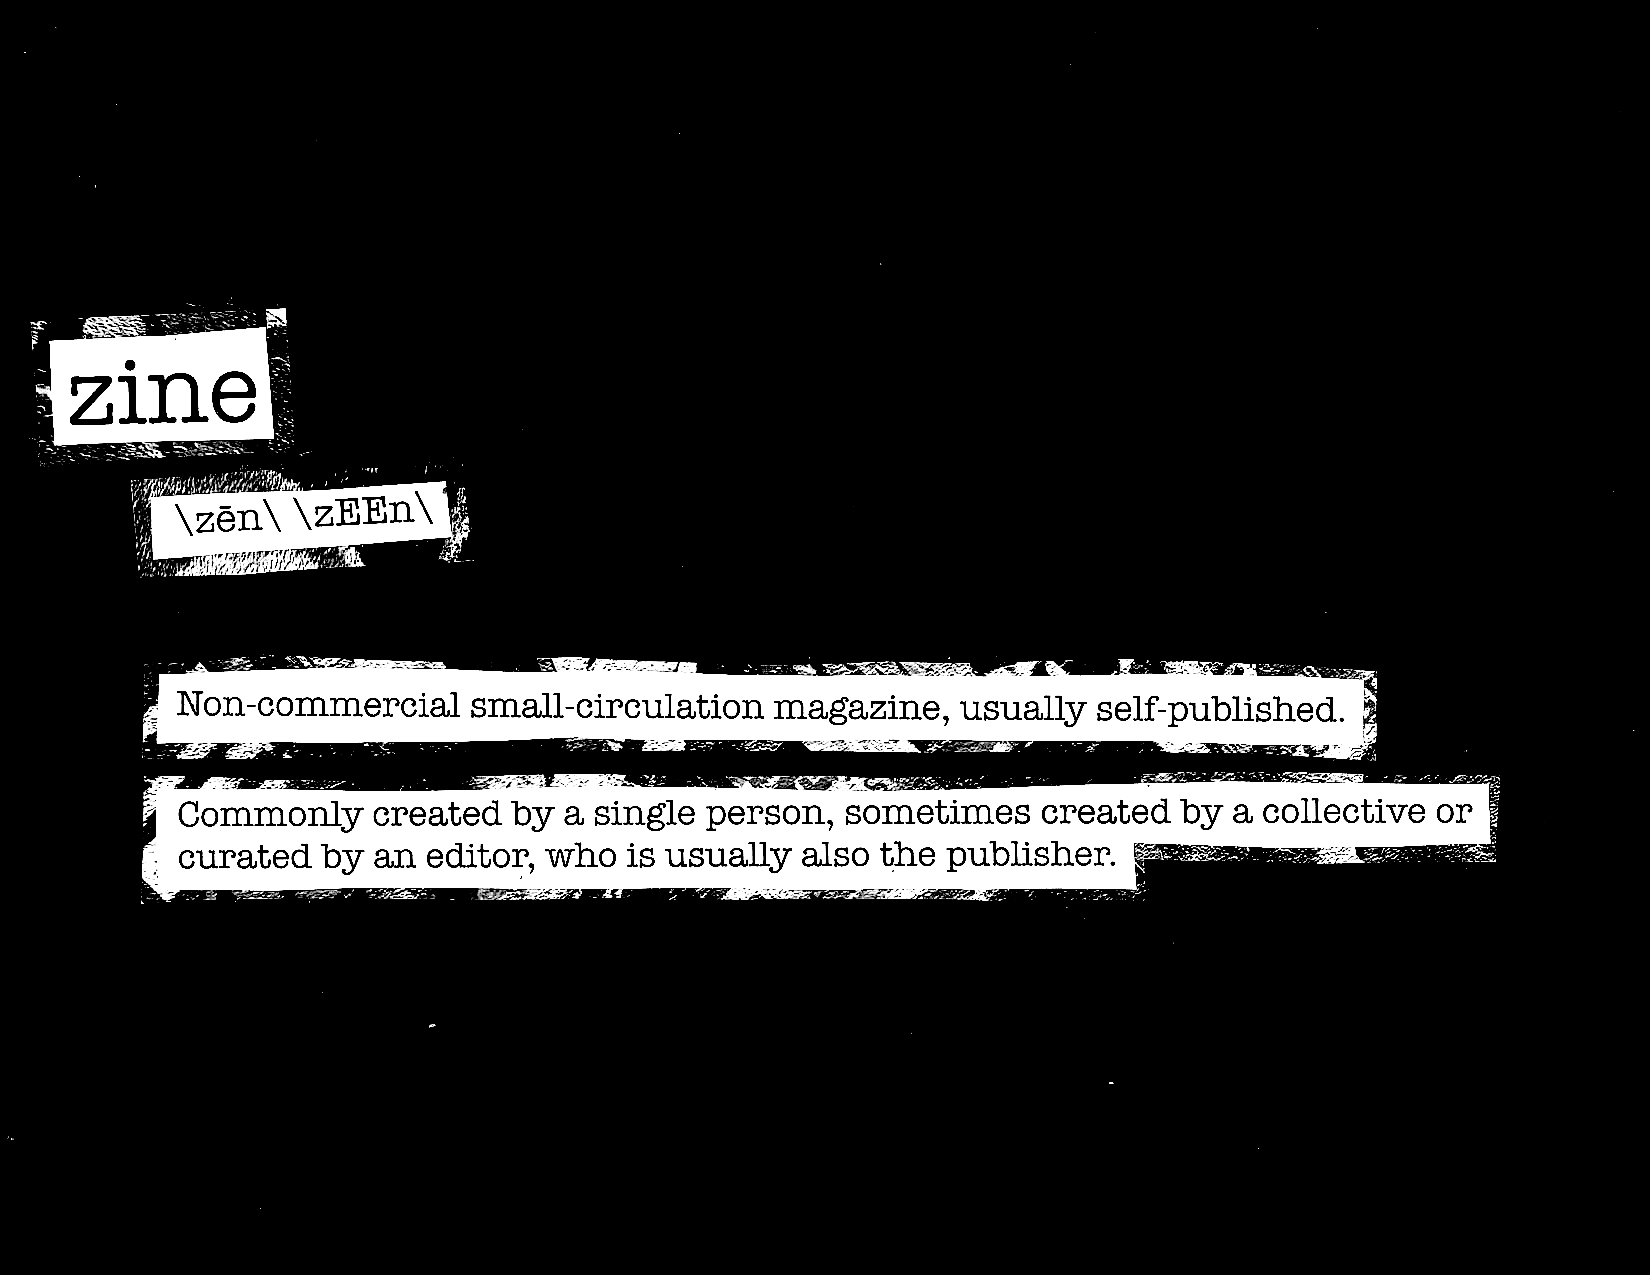 zine
\zēn\ \zEEn\
Non-commercial small-circulation magazine, usually self-published.
Commonly created by a single person, sometimes created by a collective or
curated by an editor, who is usually also the publisher.